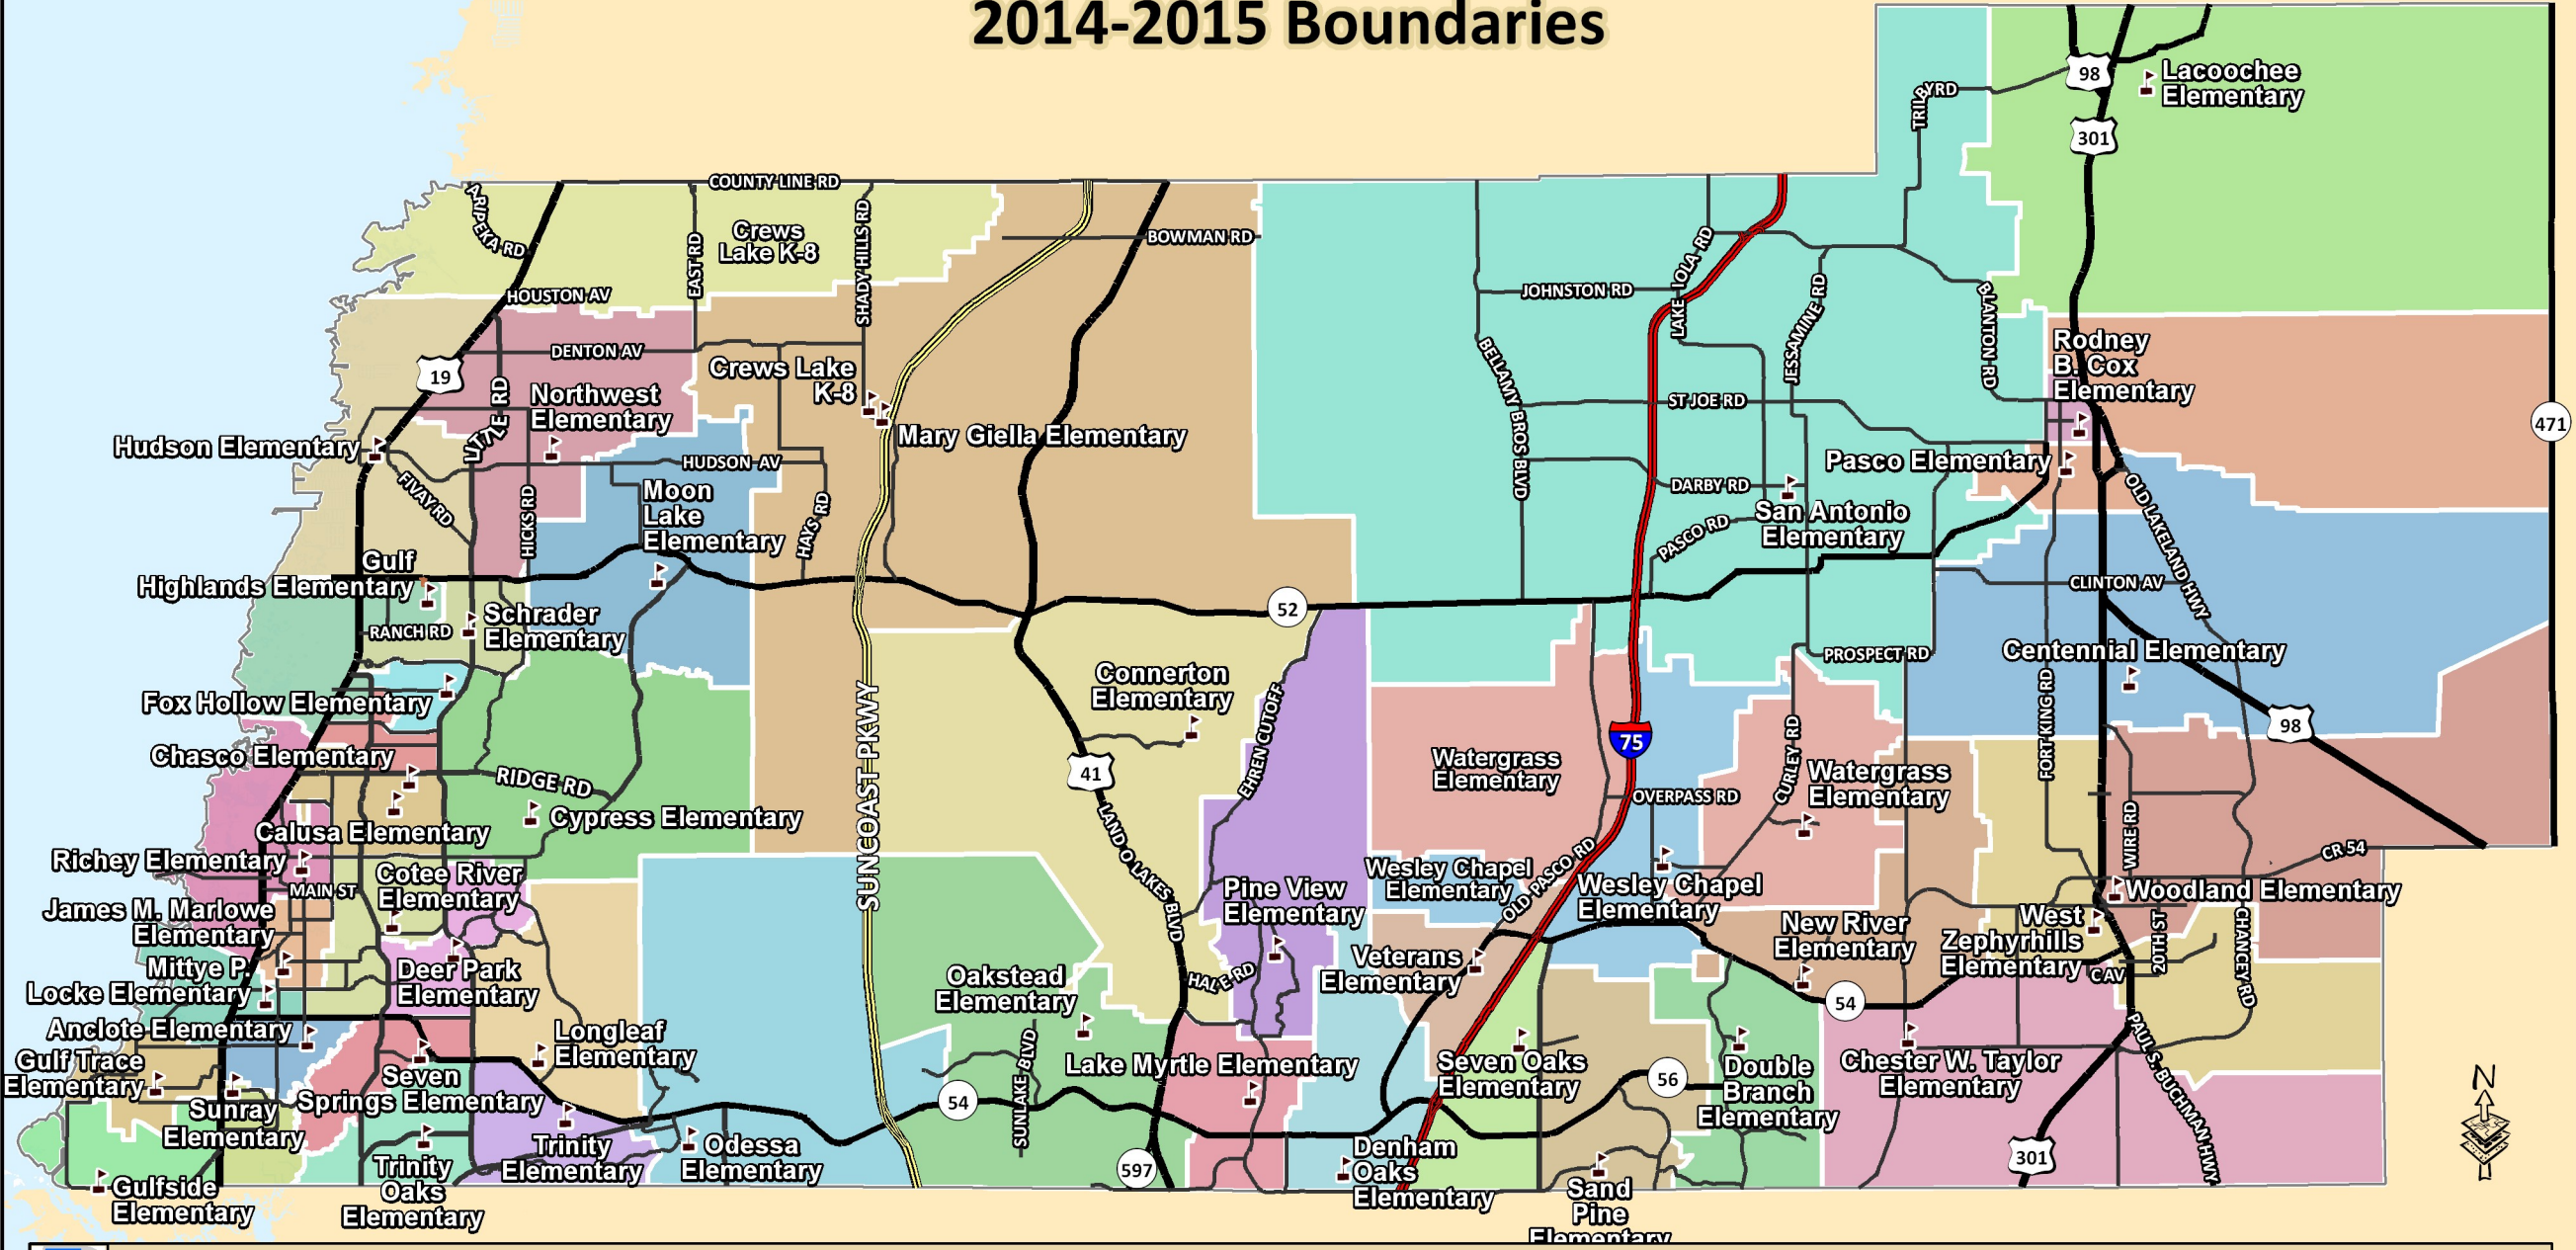 2014-2015 Boundaries
98
Lacoochee
Elementary
TRILBY RD
301
COUNTY LINE RD
ARIPEKA RD
EAST RD
Crews
Lake K-8
SHADY HILLS RD
BOWMAN RD
LAKE IOLA RD
HOUSTON AV
JOHNSTON RD
JESSAMINE RD
BLANTON RD
DENTON AV
19
LITTLE RD
Northwest
Elementary
Crews Lake
K-8
BELLAMY BROS BLVD
Rodney
B. Cox
Elementary
ST JOE RD
471
Hudson Elementary
Mary Giella Elementary
HUDSON AV
Pasco Elementary
FIVAY RD
HICKS RD
Moon
Lake
Elementary
HAYS RD
DARBY RD
San Antonio
Elementary
PASCO RD
OLD LAKELAND HWY
Gulf
Highlands Elementary
52
CLINTON AV
RANCH RD
Schrader
Elementary
PROSPECT RD
Centennial Elementary
Connerton
Elementary
Fox Hollow Elementary
SUNCOAST PKWY
EHREN CUTOFF
FORT KING RD
98
75
Chasco Elementary
RIDGE RD
41
Watergrass
Elementary
CURLEY RD
Watergrass
Elementary
OVERPASS RD
Cypress Elementary
Calusa Elementary
LAND O LAKES BLVD
WIRE RD
CR 54
Richey Elementary
MAIN ST
Cotee River
Elementary
Pine View
Elementary
Wesley Chapel
Elementary
OLD PASCO RD
Wesley Chapel
Elementary
Woodland Elementary
James M. Marlowe
Elementary
New River
Elementary
West
Zephyrhills
Elementary
20TH ST
CHANCEY RD
Mittye P.
Locke Elementary
Deer Park
Elementary
Oakstead
Elementary
HALE RD
Veterans
Elementary
C AV
54
Anclote Elementary
Longleaf
Elementary
SUNLAKE BLVD
Lake Myrtle Elementary
Seven Oaks
Elementary
Chester W. Taylor
Elementary
PAUL S. BUCHMAN HWY
Gulf Trace
Elementary
Seven
Springs Elementary
56
Double
Branch
Elementary
N
Sunray
Elementary
54
Trinity
Elementary
Odessa
Elementary
Trinity
Oaks
Elementary
597
Denham
Oaks
Elementary
301
Gulfside
Elementary
Sand
Pine
Elementary